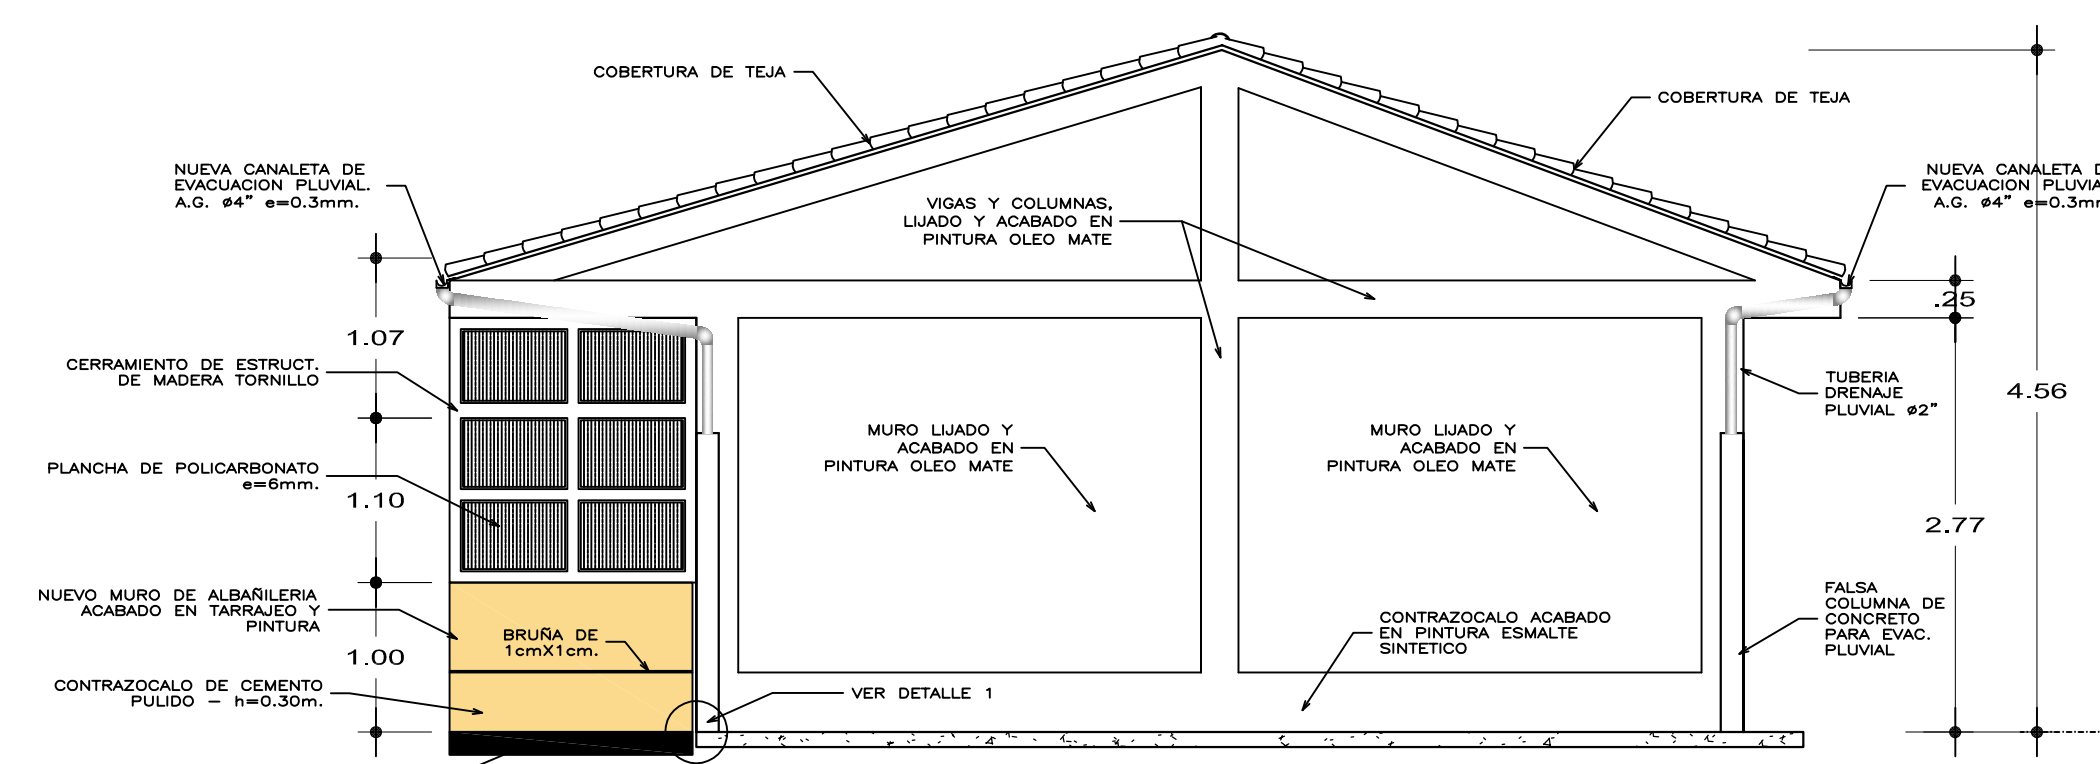 COBERTURA DE TEJA
COBERTURA DE TEJA
NUEVA CANALETA DE
EVACUACION PLUVIAL.
A.G. ø4” e=0.3mm.
NUEVA CANALETA D
EVACUACION PLUVIA
A.G. ø4” e=0.3mm
VIGAS Y COLUMNAS,
LIJADO Y ACABADO EN
PINTURA OLEO MATE
.25
1.07
CERRAMIENTO DE ESTRUCT.
DE MADERA TORNILLO
TUBERIA
DRENAJE
PLUVIAL ø2”
4.56
MURO LIJADO Y
ACABADO EN
PINTURA OLEO MATE
MURO LIJADO Y
ACABADO EN
PINTURA OLEO MATE
PLANCHA DE POLICARBONATO
e=6mm.
1.10
2.77
NUEVO MURO DE ALBAÑILERIA
ACABADO EN TARRAJEO Y
PINTURA
BRUÑA DE
1cmX1cm.
CONTRAZOCALO ACABADO
EN PINTURA ESMALTE
SINTETICO
FALSA
COLUMNA DE
CONCRETO
PARA EVAC.
PLUVIAL
1.00
CONTRAZOCALO DE CEMENTO
PULIDO – h=0.30m.
VER DETALLE 1